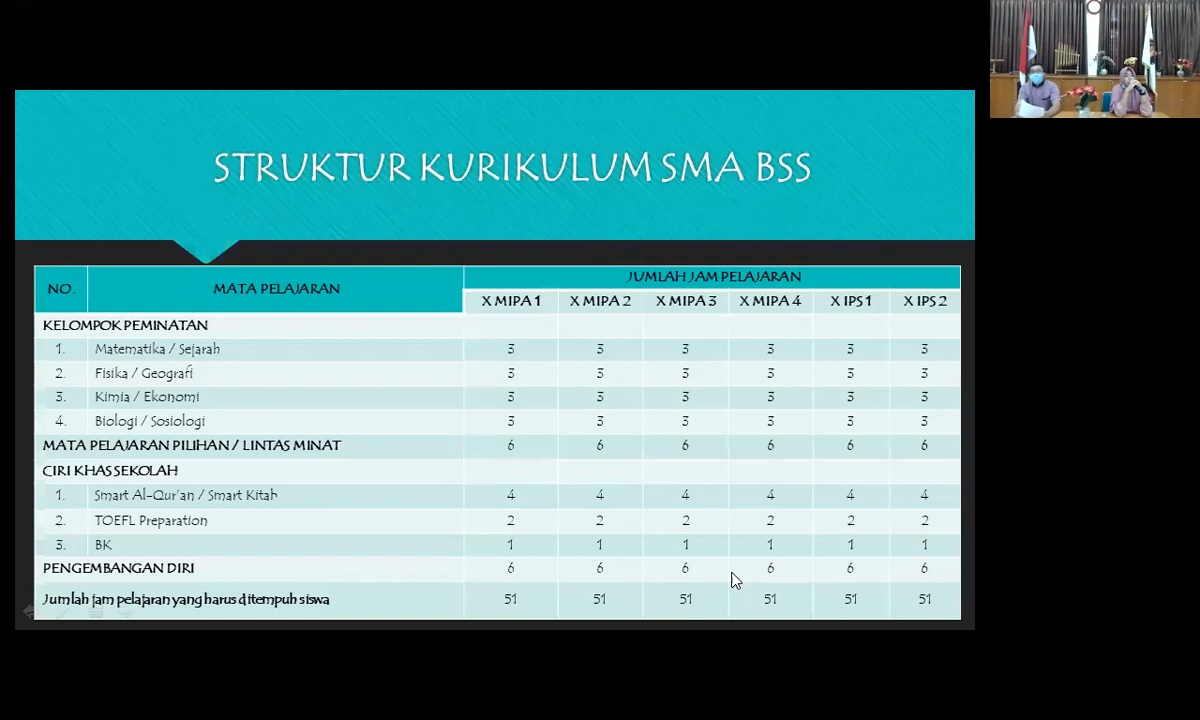 STRUKTUR KURIKULUM SMA BSS
NO. MATA PELAJARAN JUMLAH JAM PELAJARAN
X MIPA 1 X MIPA 2 X MIPA 3 X MIPA 4 X IPS 1 X IPS 2
KELOMPOK PEMINATAN
1. Matematika / Sejarah 3 3 3 3 3 3
2. Fisika / Geografi 3 3 3 3 3 3
3. Kimia / Ekonomi 3 3 3 3 3 3
4. Biologi / Sosiologi 3 3 3 3 3 3
MATA PELAJARAN PILIHAN / LINTAS MINAT 6 6 6 6 6 6
CIRI KHAS SEKOLAH
1. Smart Al-Qur'an / Smart Kitab 4 4 4 4 4 4
2. TOEFL Preparation 2 2 2 2 2 2
3. BK 1 1 1 1 1 1
PENGEMBANGAN DIRI 6 6 6 6 6 6
Jumlah jam pelajaran yang harus ditempuh siswa 51 51 51 51 51 51